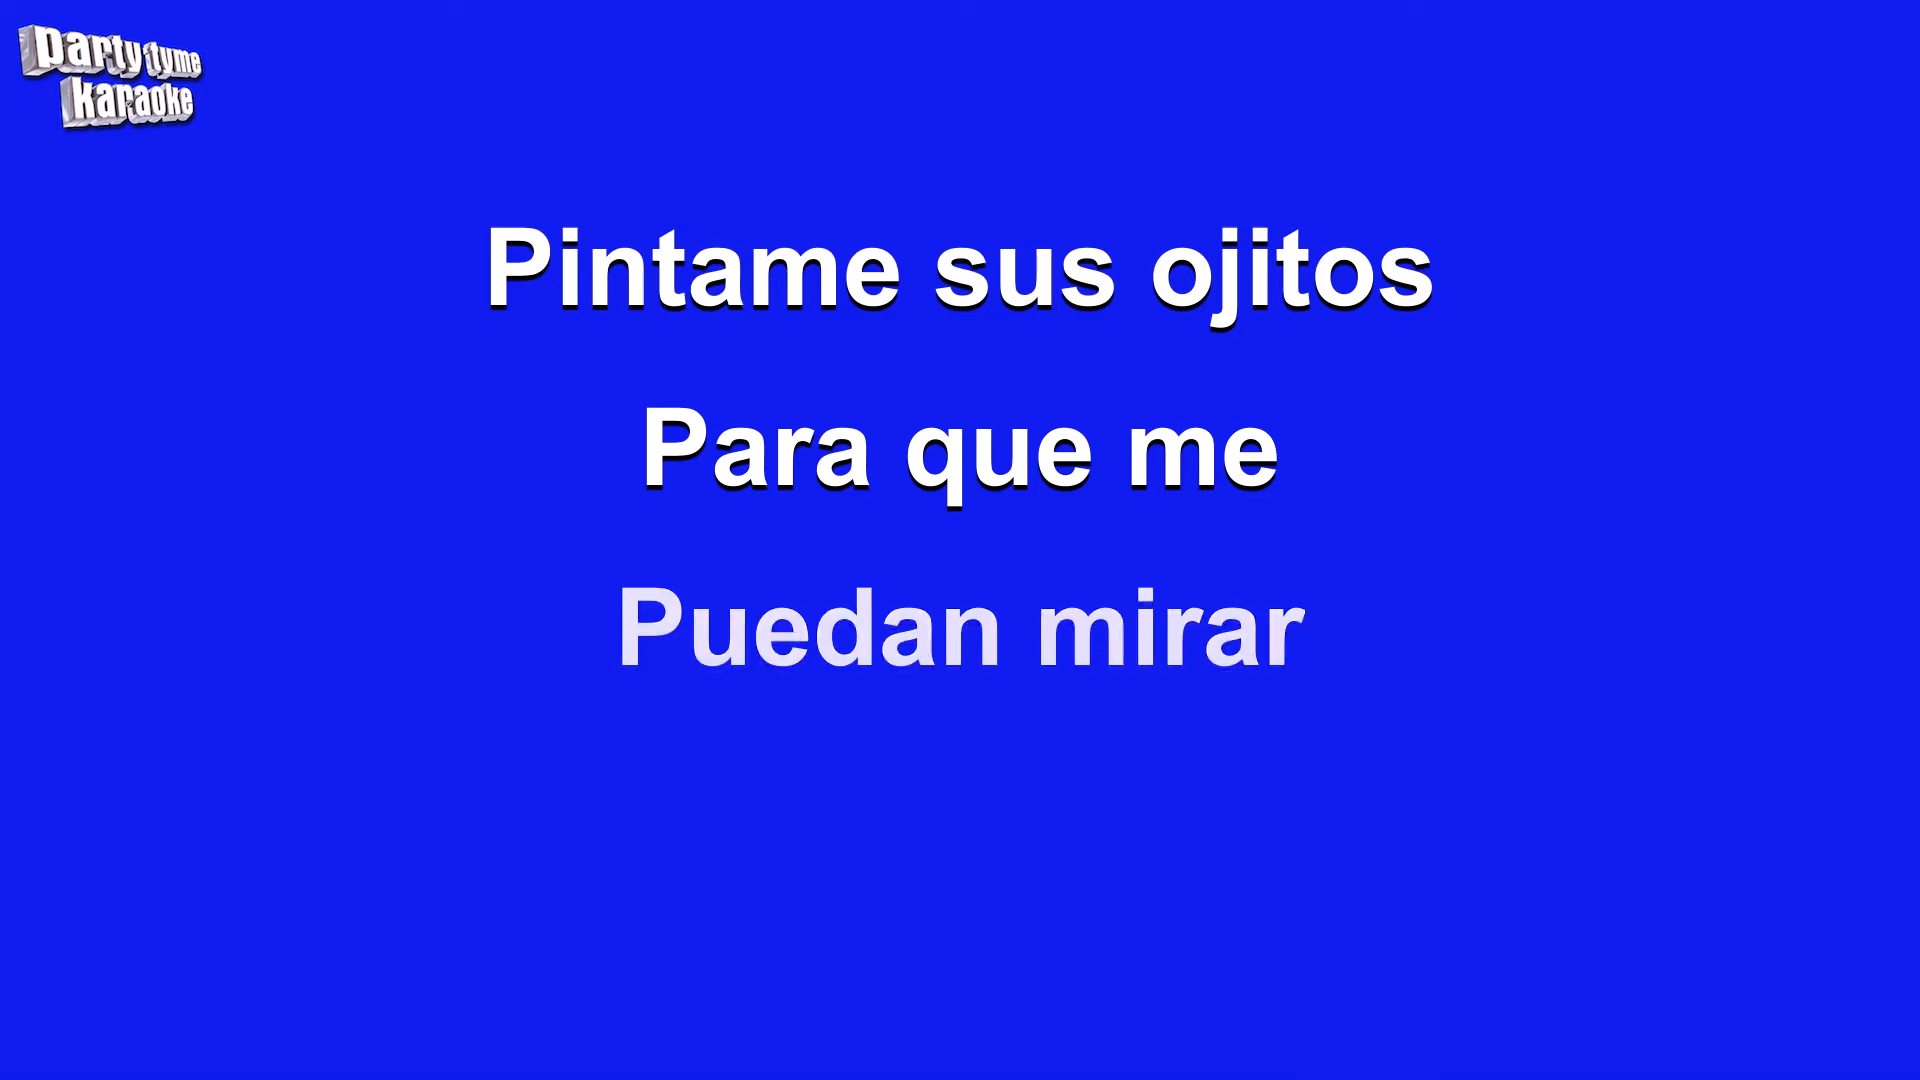 party tyme
karaoke
Pintame sus ojitos
Para que me
Puedan mirar